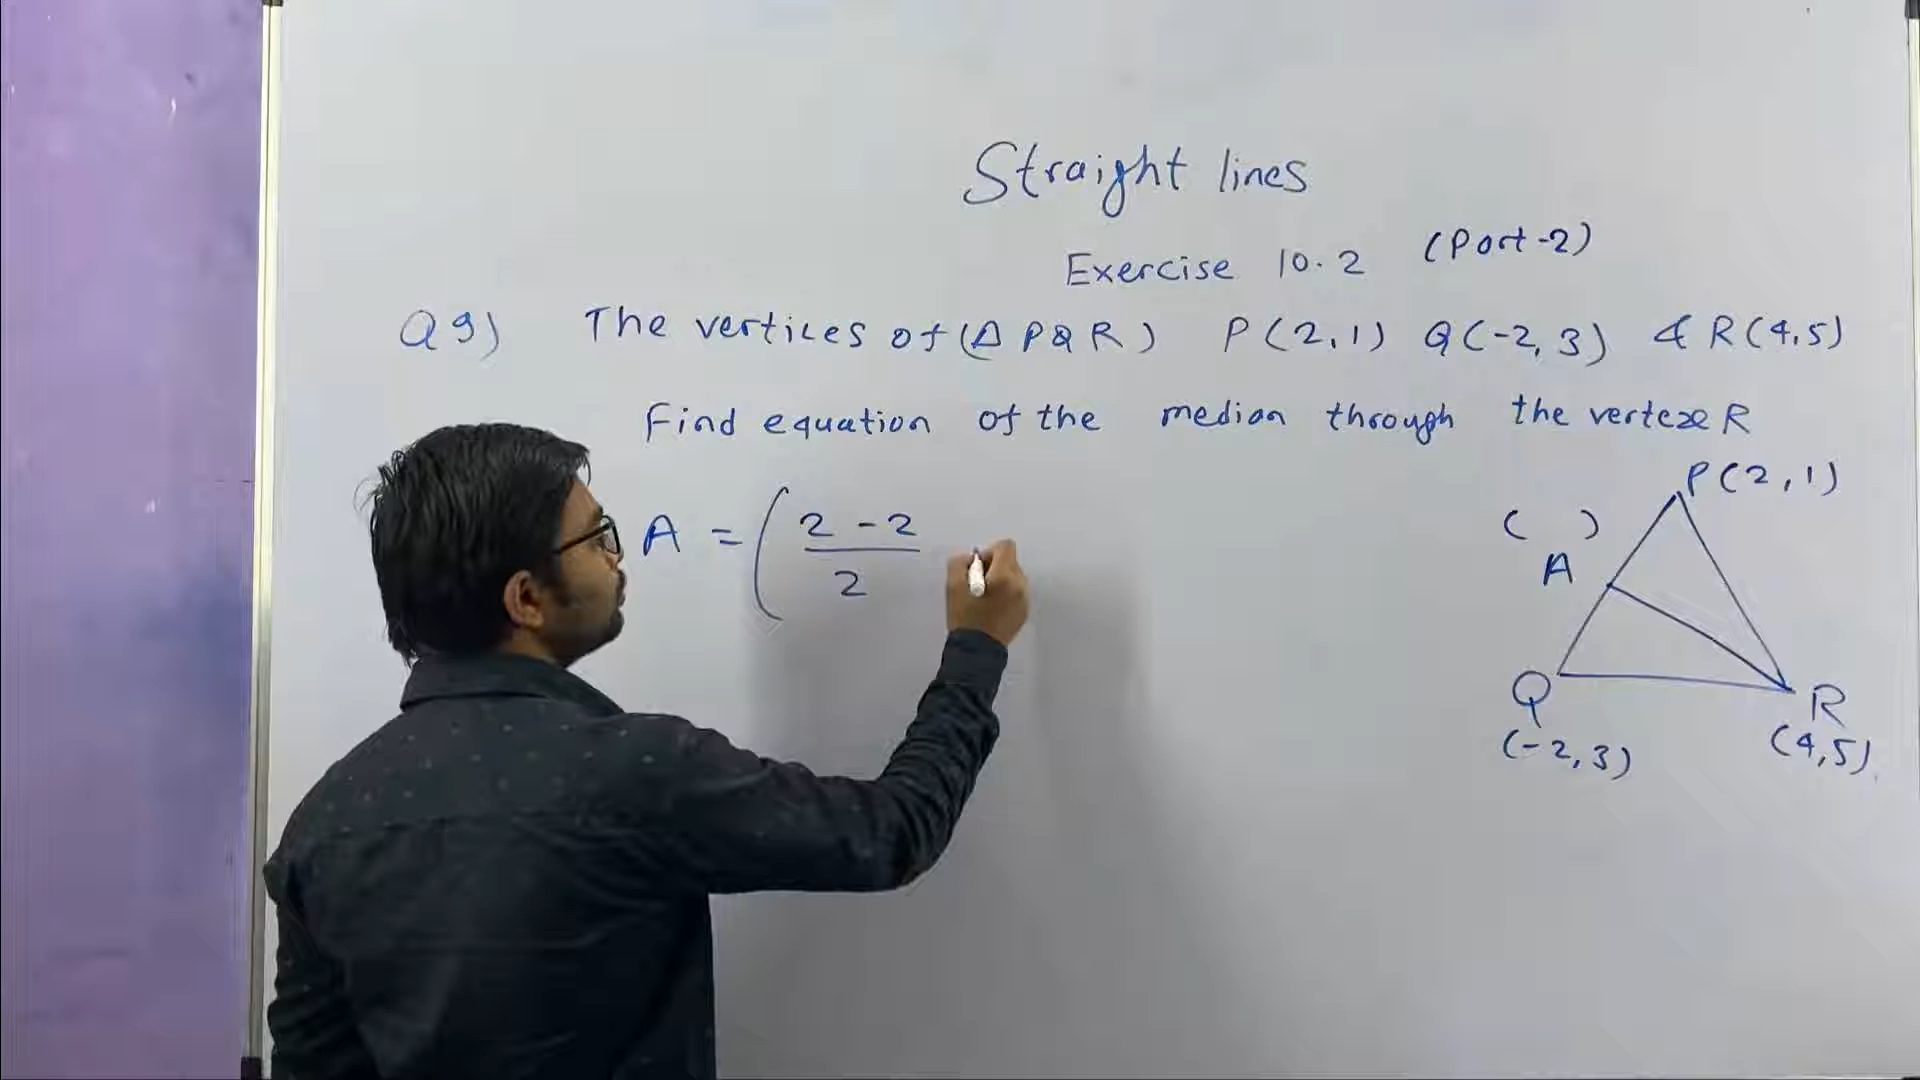 Straight lines
Exercise 10.2 (Part-2)
Q9) The vertices of (Δ PQR) P(2,1) Q(-2,3) & R(4,5)
Find equation of the median through the vertex R
P(2,1)
( )
A = ( 2 - 2
2
A
Q
R
(-2,3)
(4,5)